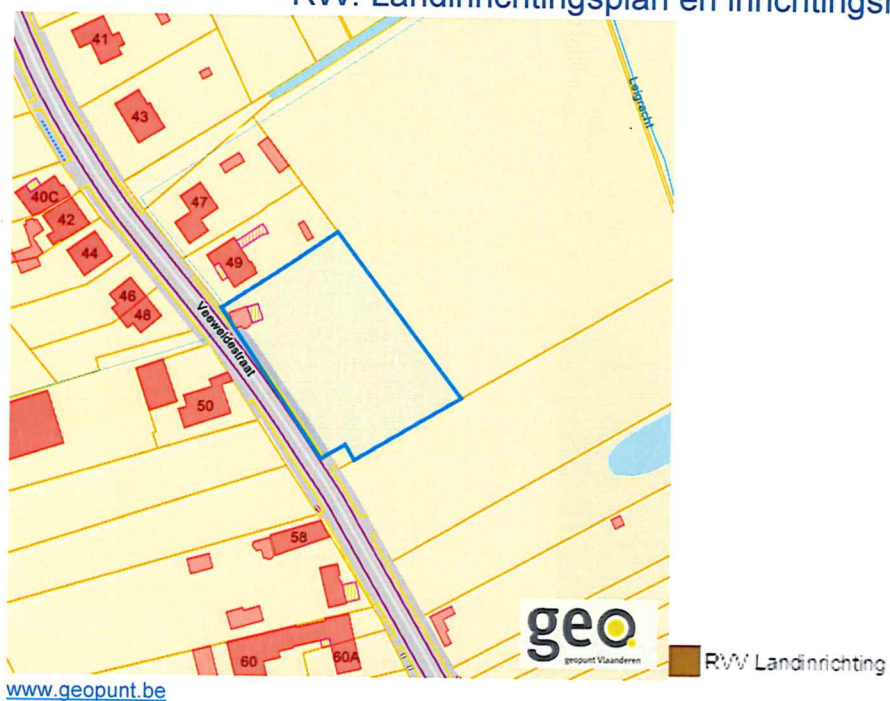 RVV: Landinrichtingsplan en inrichtings
41
43
Leigracht
40C
42
47
44
49
46
48
Veeweidestraat
50
58
60
60A
geo
geopunt Vlaanderen
RVV Landinrichting
www.geopunt.be